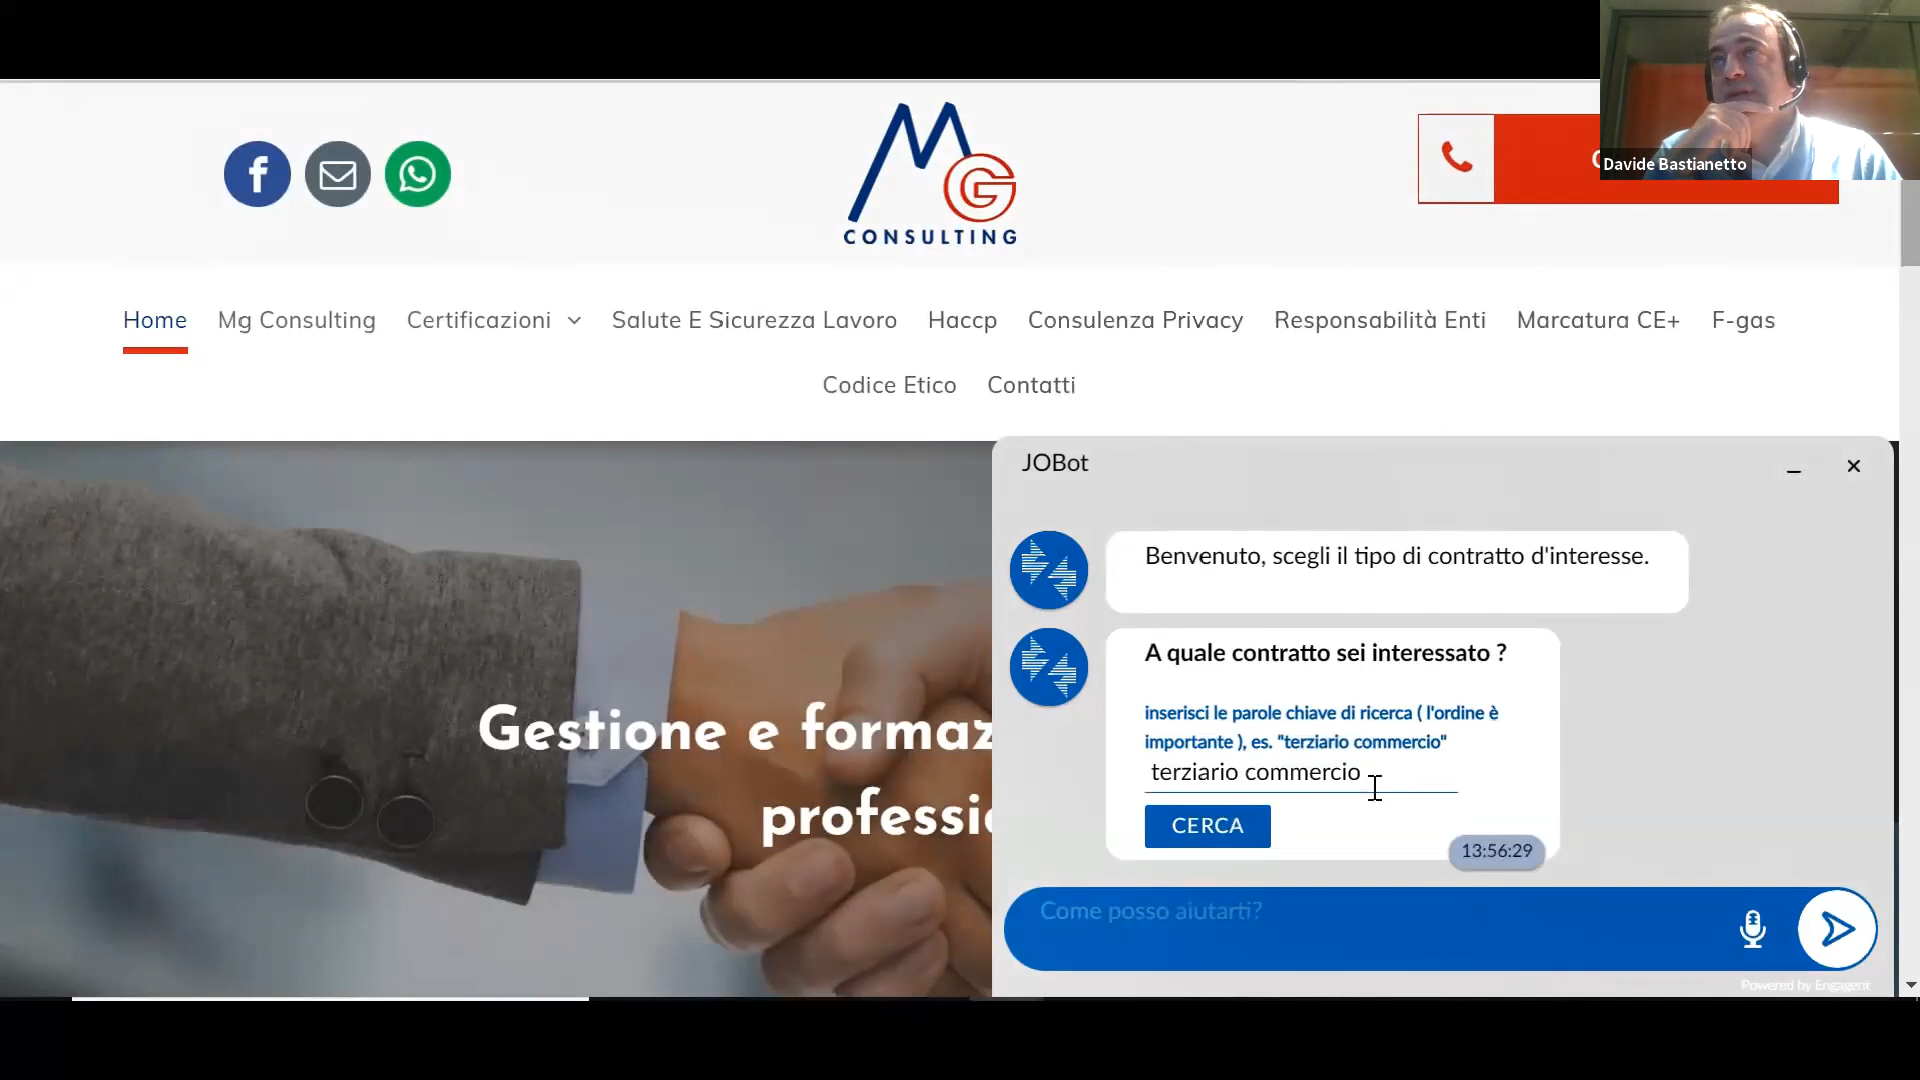 Davide Bastianetto
MG
CONSULTING
Home Mg Consulting Certificazioni Salute E Sicurezza Lavoro Haccp Consulenza Privacy Responsabilità Enti Marcatura CE+ F-gas
Codice Etico Contatti
Gestione e formaz
professi
JOBot
Benvenuto, scegli il tipo di contratto d'interesse.
A quale contratto sei interessato ?
inserisci le parole chiave di ricerca ( l'ordine è
importante ), es. "terziario commercio"
terziario commercio
CERCA
13:56:29
Come posso aiutarti?
Powered by Engagent